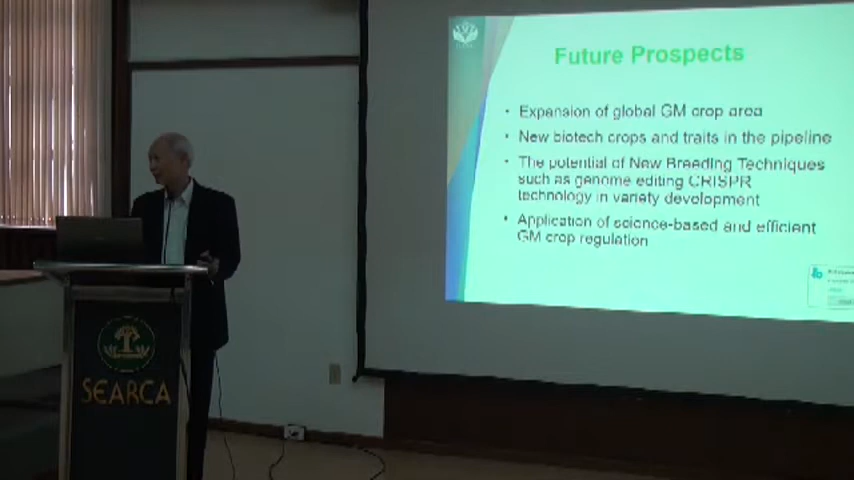 Future Prospects
• Expansion of global GM crop area
• New biotech crops and traits in the pipeline
• The potential of New Breeding Techniques
such as genome editing CRISPR
technology in variety development
• Application of science-based and efficient
GM crop regulation
SEARCA